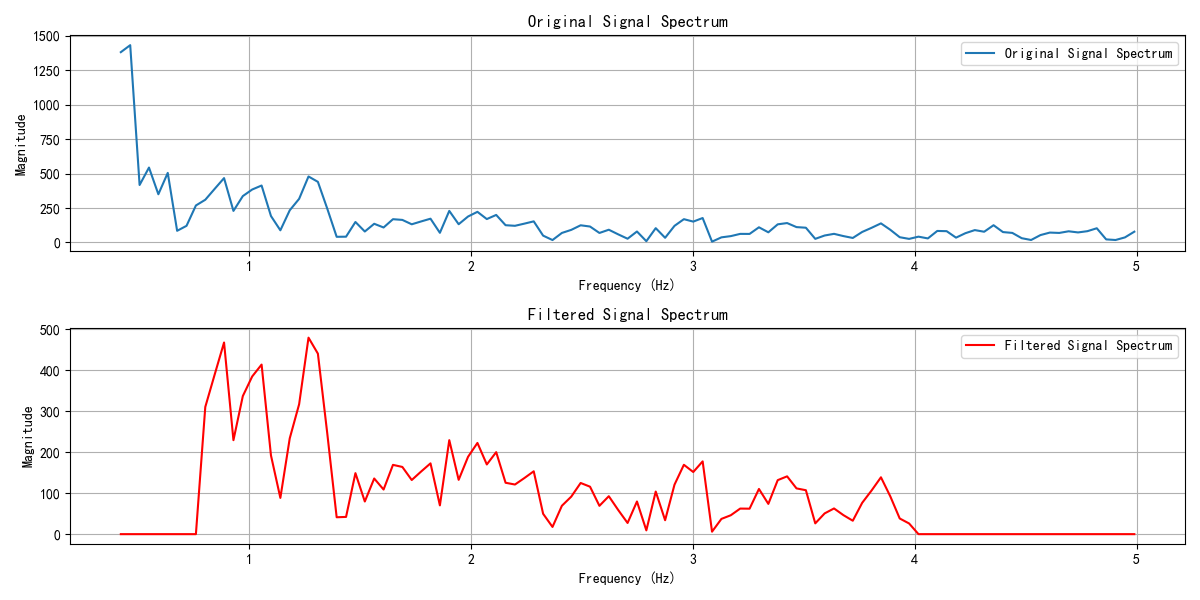 Original Signal Spectrum
1500
1250
1000
750
500
250
0
Magnitude
Original Signal Spectrum
1
2
3
4
5
Frequency (Hz)
Filtered Signal Spectrum
500
400
300
200
100
0
Magnitude
Filtered Signal Spectrum
1
2
3
4
5
Frequency (Hz)